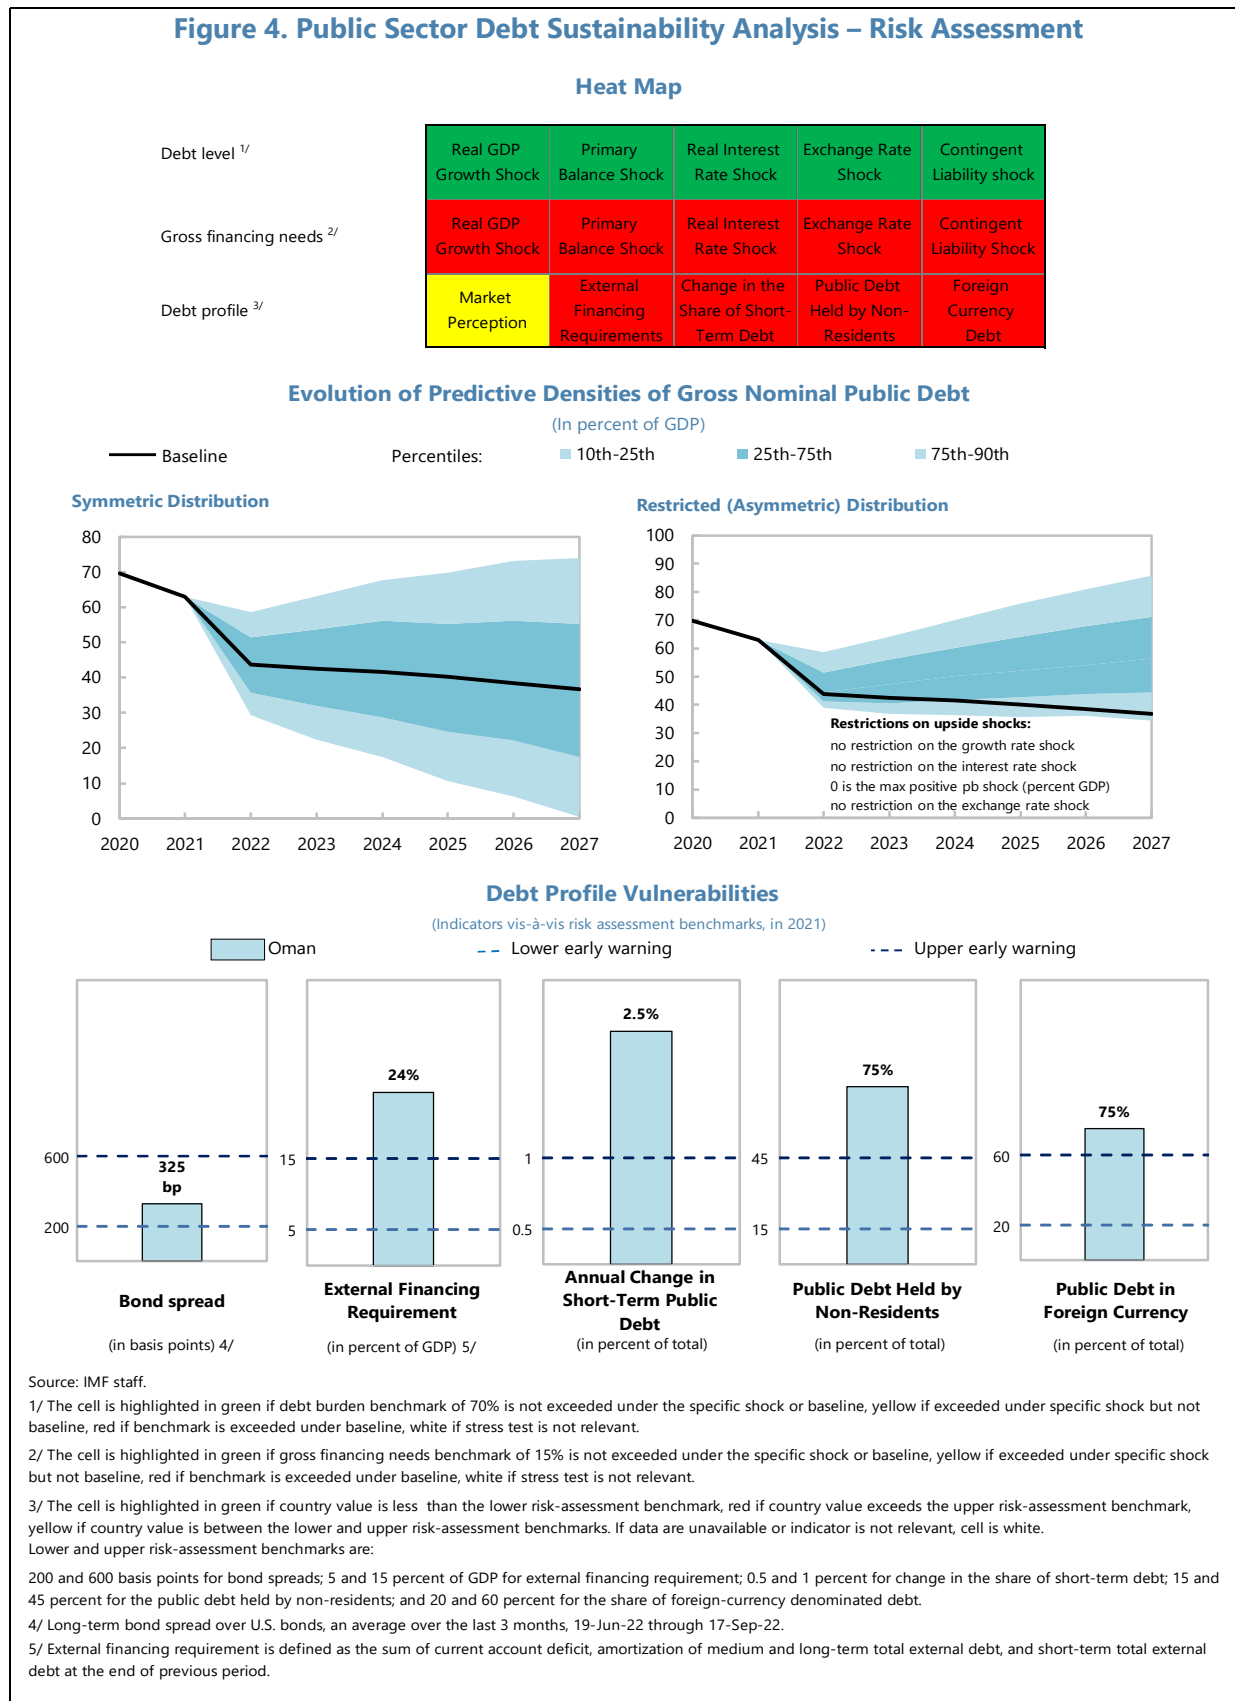 Figure 4. Public Sector Debt Sustainability Analysis – Risk Assessment
Heat Map
Debt level 1/
Real GDP Growth Shock
Primary Balance Shock
Real Interest Rate Shock
Exchange Rate Shock
Contingent Liability shock
Gross financing needs 2/
Real GDP Growth Shock
Primary Balance Shock
Real Interest Rate Shock
Exchange Rate Shock
Contingent Liability Shock
Debt profile 3/
Market Perception
External Financing Requirements
Change in the Share of Short-Term Debt
Public Debt Held by Non-Residents
Foreign Currency Debt
Evolution of Predictive Densities of Gross Nominal Public Debt
(In percent of GDP)
Baseline
Percentiles:
10th-25th
25th-75th
75th-90th
Symmetric Distribution
80
70
60
50
40
30
20
10
0
2020 2021 2022 2023 2024 2025 2026 2027
Restricted (Asymmetric) Distribution
100
90
80
70
60
50
40
30
20
10
0
Restrictions on upside shocks:
no restriction on the growth rate shock
no restriction on the interest rate shock
0 is the max positive pb shock (percent GDP)
no restriction on the exchange rate shock
2020 2021 2022 2023 2024 2025 2026 2027
Debt Profile Vulnerabilities
(Indicators vis-à-vis risk assessment benchmarks, in 2021)
Oman
Lower early warning
Upper early warning
600
200
325
bp
Bond spread
(in basis points) 4/
15
5
24%
External Financing
Requirement
(in percent of GDP) 5/
1
0.5
2.5%
Annual Change in
Short-Term Public
Debt
(in percent of total)
45
15
75%
Public Debt Held by
Non-Residents
(in percent of total)
60
20
75%
Public Debt in
Foreign Currency
(in percent of total)
Source: IMF staff.
1/ The cell is highlighted in green if debt burden benchmark of 70% is not exceeded under the specific shock or baseline, yellow if exceeded under specific shock but not
baseline, red if benchmark is exceeded under baseline, white if stress test is not relevant.
2/ The cell is highlighted in green if gross financing needs benchmark of 15% is not exceeded under the specific shock or baseline, yellow if exceeded under specific shock
but not baseline, red if benchmark is exceeded under baseline, white if stress test is not relevant.
3/ The cell is highlighted in green if country value is less than the lower risk-assessment benchmark, red if country value exceeds the upper risk-assessment benchmark,
yellow if country value is between the lower and upper risk-assessment benchmarks. If data are unavailable or indicator is not relevant, cell is white.
Lower and upper risk-assessment benchmarks are:
200 and 600 basis points for bond spreads; 5 and 15 percent of GDP for external financing requirement; 0.5 and 1 percent for change in the share of short-term debt; 15 and
45 percent for the public debt held by non-residents; and 20 and 60 percent for the share of foreign-currency denominated debt.
4/ Long-term bond spread over U.S. bonds, an average over the last 3 months, 19-Jun-22 through 17-Sep-22.
5/ External financing requirement is defined as the sum of current account deficit, amortization of medium and long-term total external debt, and short-term total external
debt at the end of previous period.